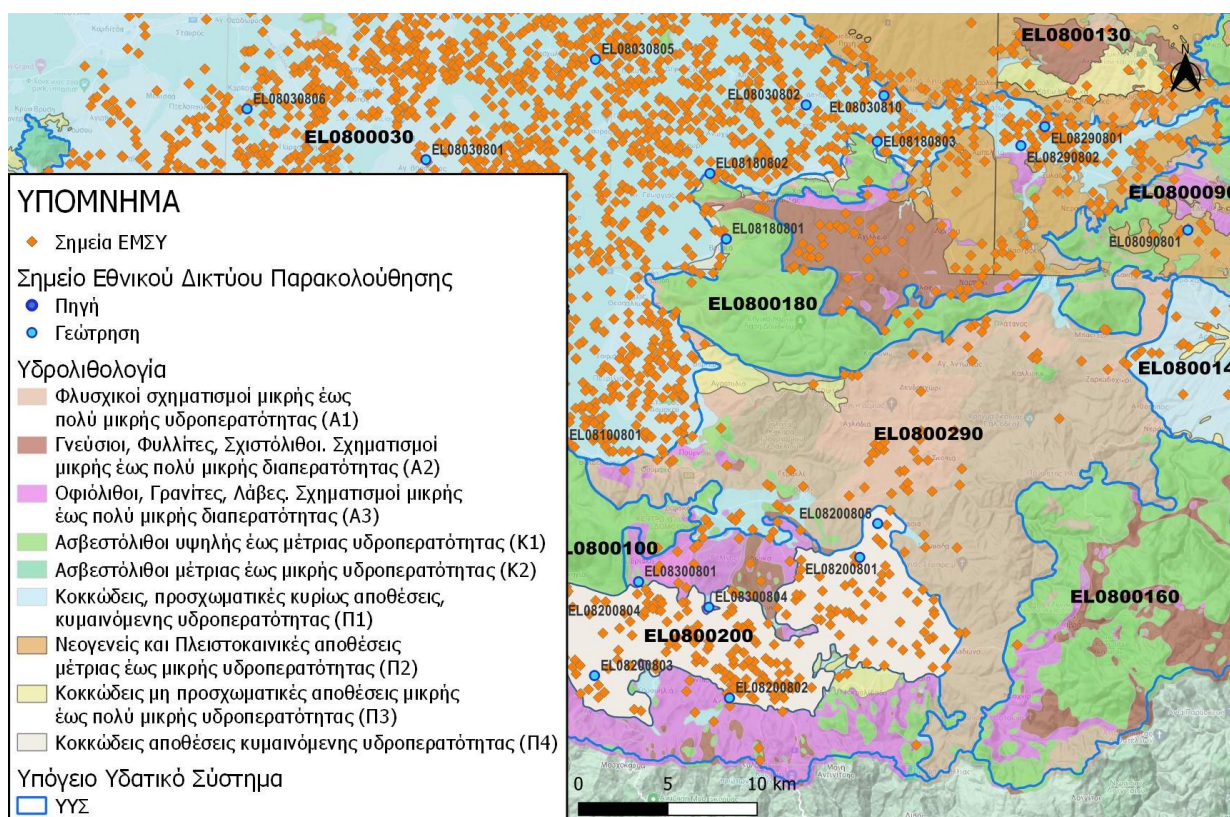 EL08030805
EL0800130
N
EL08030806
EL08030802
EL08030810
EL0800030
EL08030801
EL08180803
EL08290801
EL08290802
EL08180802
EL0800090
EL08180801
EL08090801
EL0800180
EL080014
EL08100801
EL0800290
EL08200805
EL0800100
EL08300801
EL08200801
EL08200804
EL08300804
EL0800160
EL0800200
EL08200803
EL08200802
ΥΠΟΜΝΗΜΑ
Σημεία ΕΜΣΥ
Σημείο Εθνικού Δικτύου Παρακολούθησης
Πηγή
Γεώτρηση
Υδρολιθολογία
Φλυσχικοί σχηματισμοί μικρής έως
πολύ μικρής υδροπερατότητας (Α1)
Γνεύσιοι, Φυλλίτες, Σχιστόλιθοι. Σχηματισμοί
μικρής έως πολύ μικρής διαπερατότητας (Α2)
Οφιόλιθοι, Γρανίτες, Λάβες. Σχηματισμοί μικρής
έως πολύ μικρής διαπερατότητας (Α3)
Ασβεστόλιθοι υψηλής έως μέτριας υδροπερατότητας (Κ1)
Ασβεστόλιθοι μέτριας έως μικρής υδροπερατότητας (Κ2)
Κοκκώδεις, προσχωματικές κυρίως αποθέσεις,
κυμαινόμενης υδροπερατότητας (Π1)
Νεογενείς και Πλειστοκαινικές αποθέσεις
μέτριας έως μικρής υδροπερατότητας (Π2)
Κοκκώδεις μη προσχωματικές αποθέσεις μικρής
έως πολύ μικρής υδροπερατότητας (Π3)
Κοκκώδεις αποθέσεις κυμαινόμενης υδροπερατότητας (Π4)
Υπόγειο Υδατικό Σύστημα
ΥΥΣ
0 5 10 km